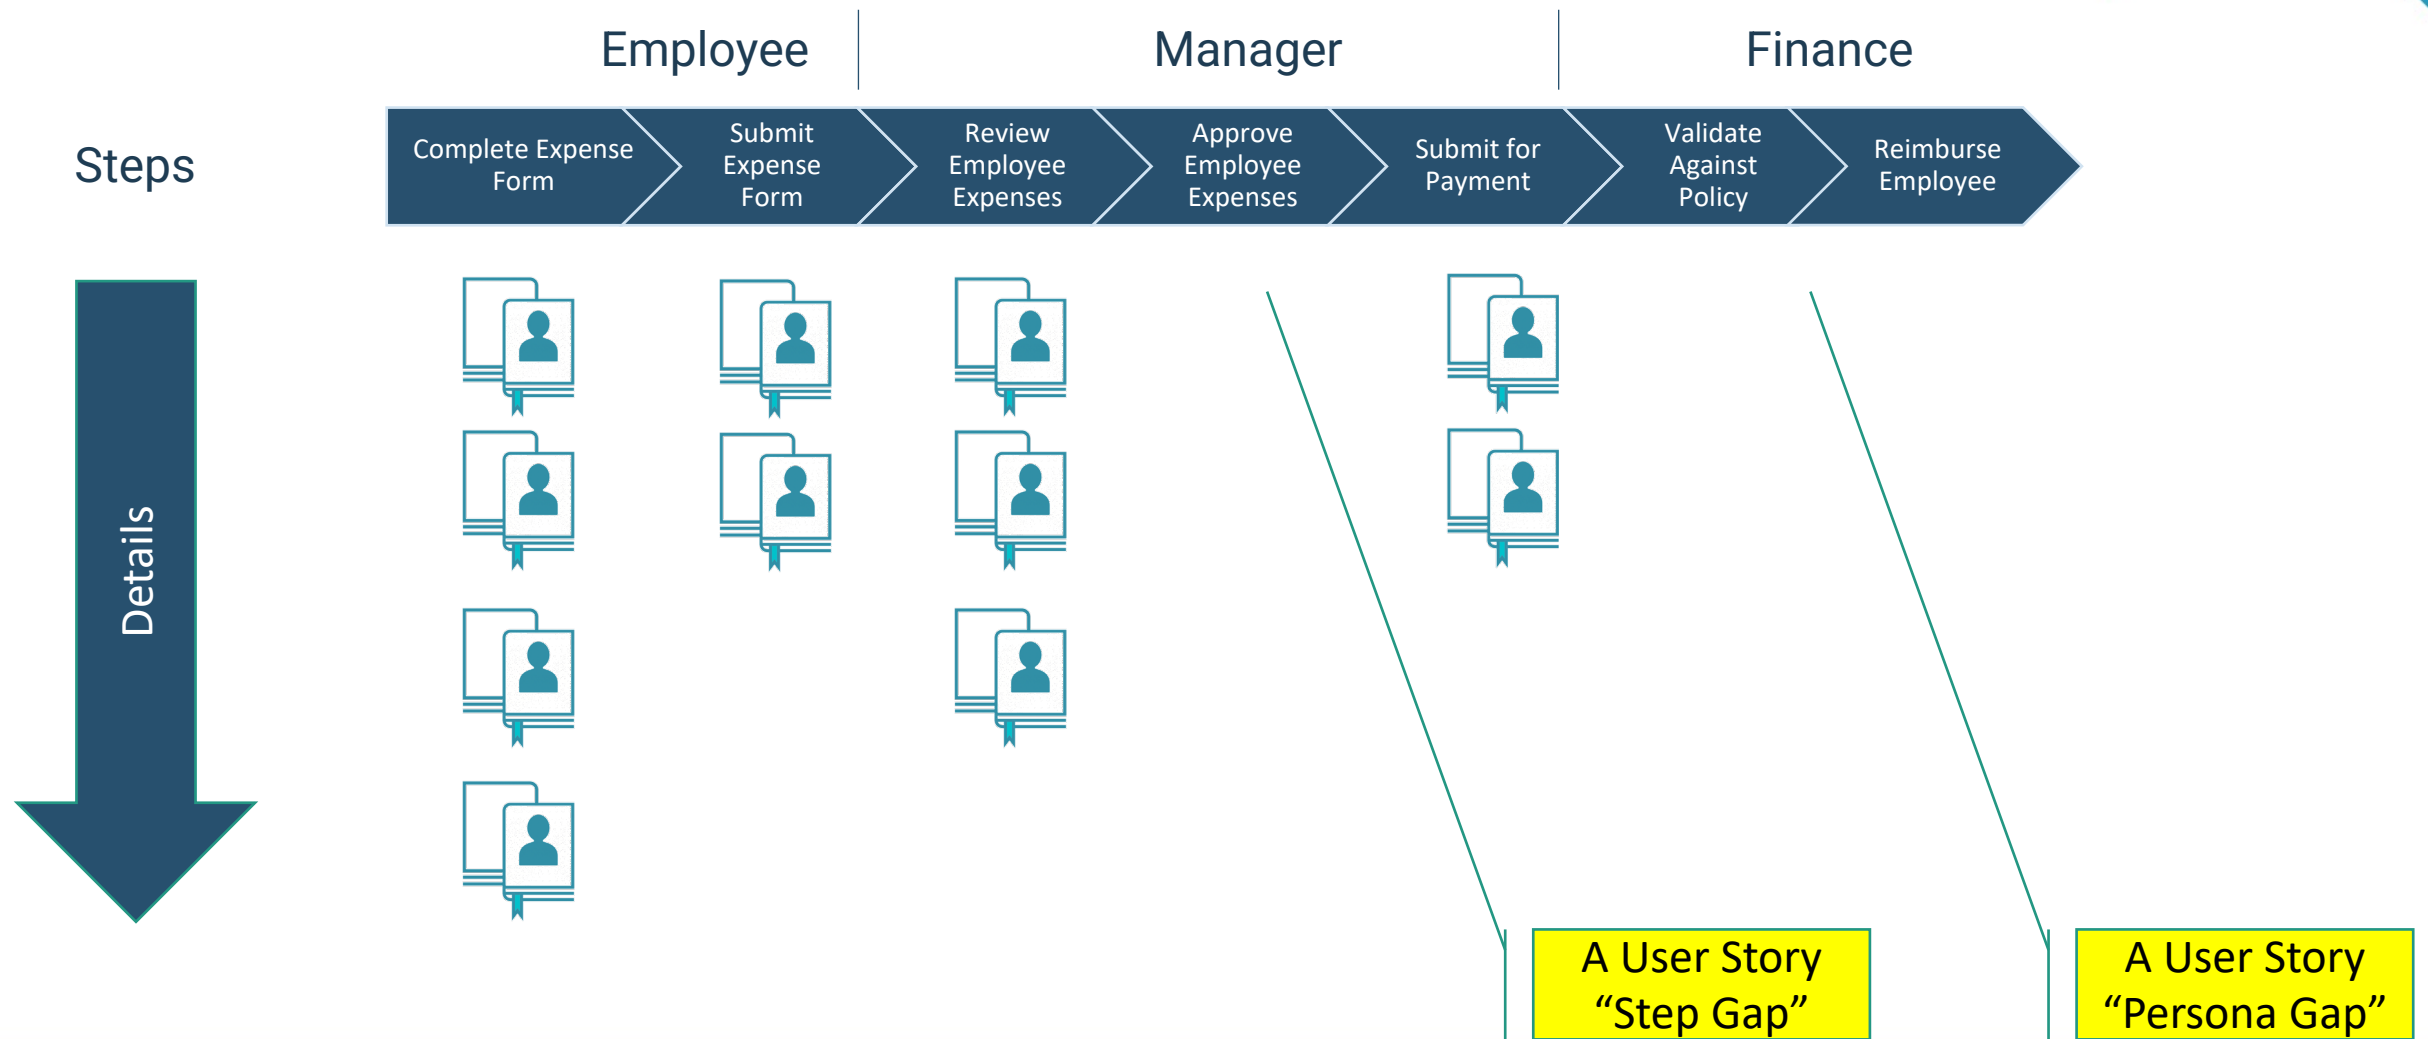 Employee
Manager
Finance
Steps
Complete Expense
Form
Submit
Expense
Form
Review
Employee
Expenses
Approve
Employee
Expenses
Submit for
Payment
Validate
Against
Policy
Reimburse
Employee
Details
A User Story
“Step Gap”
A User Story
“Persona Gap”